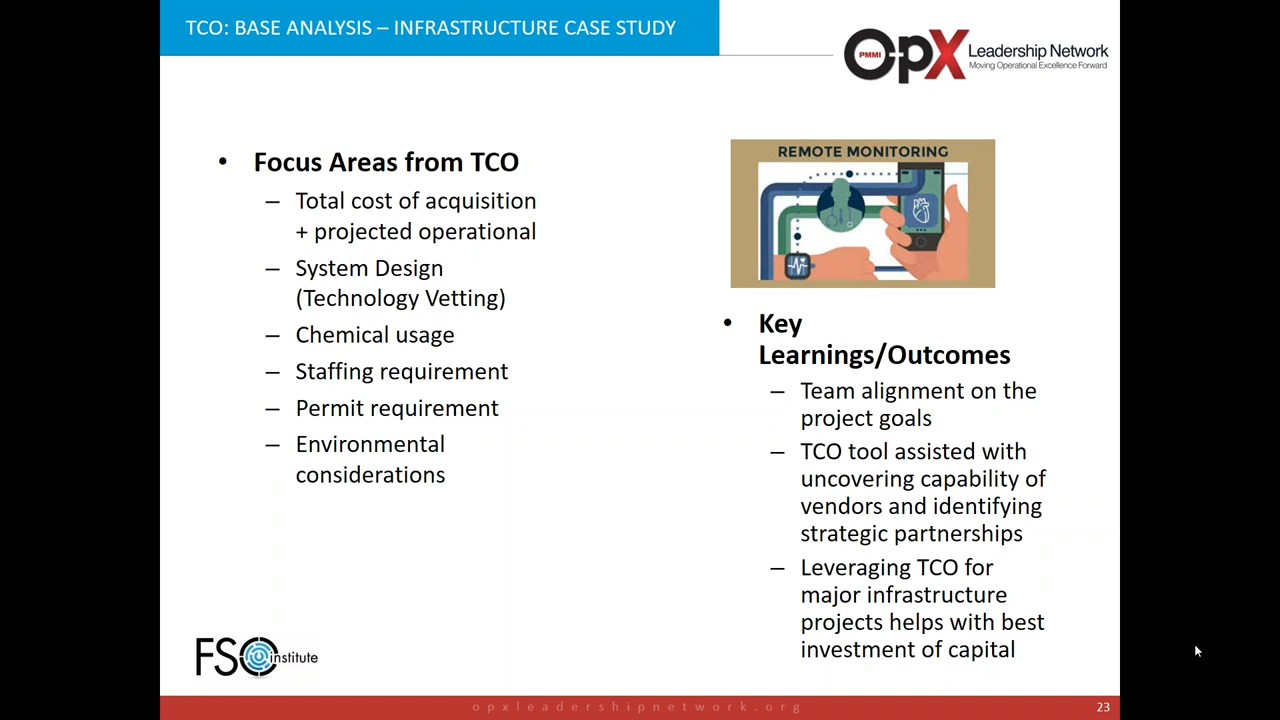 TCO: BASE ANALYSIS – INFRASTRUCTURE CASE STUDY
PMMI
OpX
Leadership Network
Moving Operational Excellence Forward
• Focus Areas from TCO
– Total cost of acquisition
+ projected operational
– System Design
(Technology Vetting)
– Chemical usage
– Staffing requirement
– Permit requirement
– Environmental
considerations
REMOTE MONITORING
• Key
Learnings/Outcomes
– Team alignment on the
project goals
– TCO tool assisted with
uncovering capability of
vendors and identifying
strategic partnerships
– Leveraging TCO for
major infrastructure
projects helps with best
investment of capital
FSO institute
opxleadershipnetwork.org
23